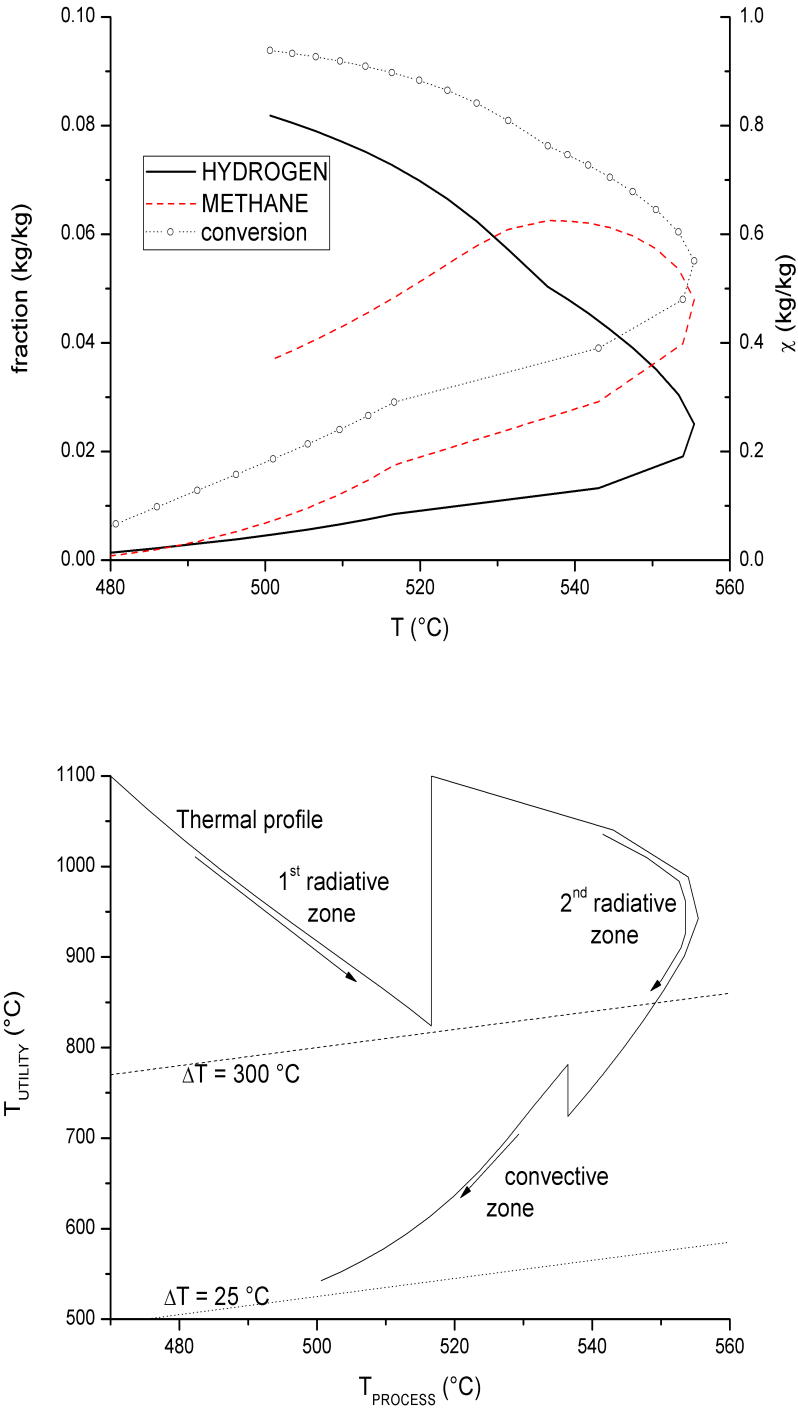 0.10
0.08
0.06
0.04
0.02
0.00
fraction (kg/kg)
HYDROGEN
METHANE
conversion
1.0
0.8
0.6
0.4
0.2
0.0
χ (kg/kg)
480 500 520 540 560
T (°C)
1100
1000
900
800
700
600
500
T_UTILITY (°C)
Thermal profile
1st radiative
zone
2nd radiative
zone
ΔT = 300 °C
convective
zone
ΔT = 25 °C
480 500 520 540 560
T_PROCESS (°C)